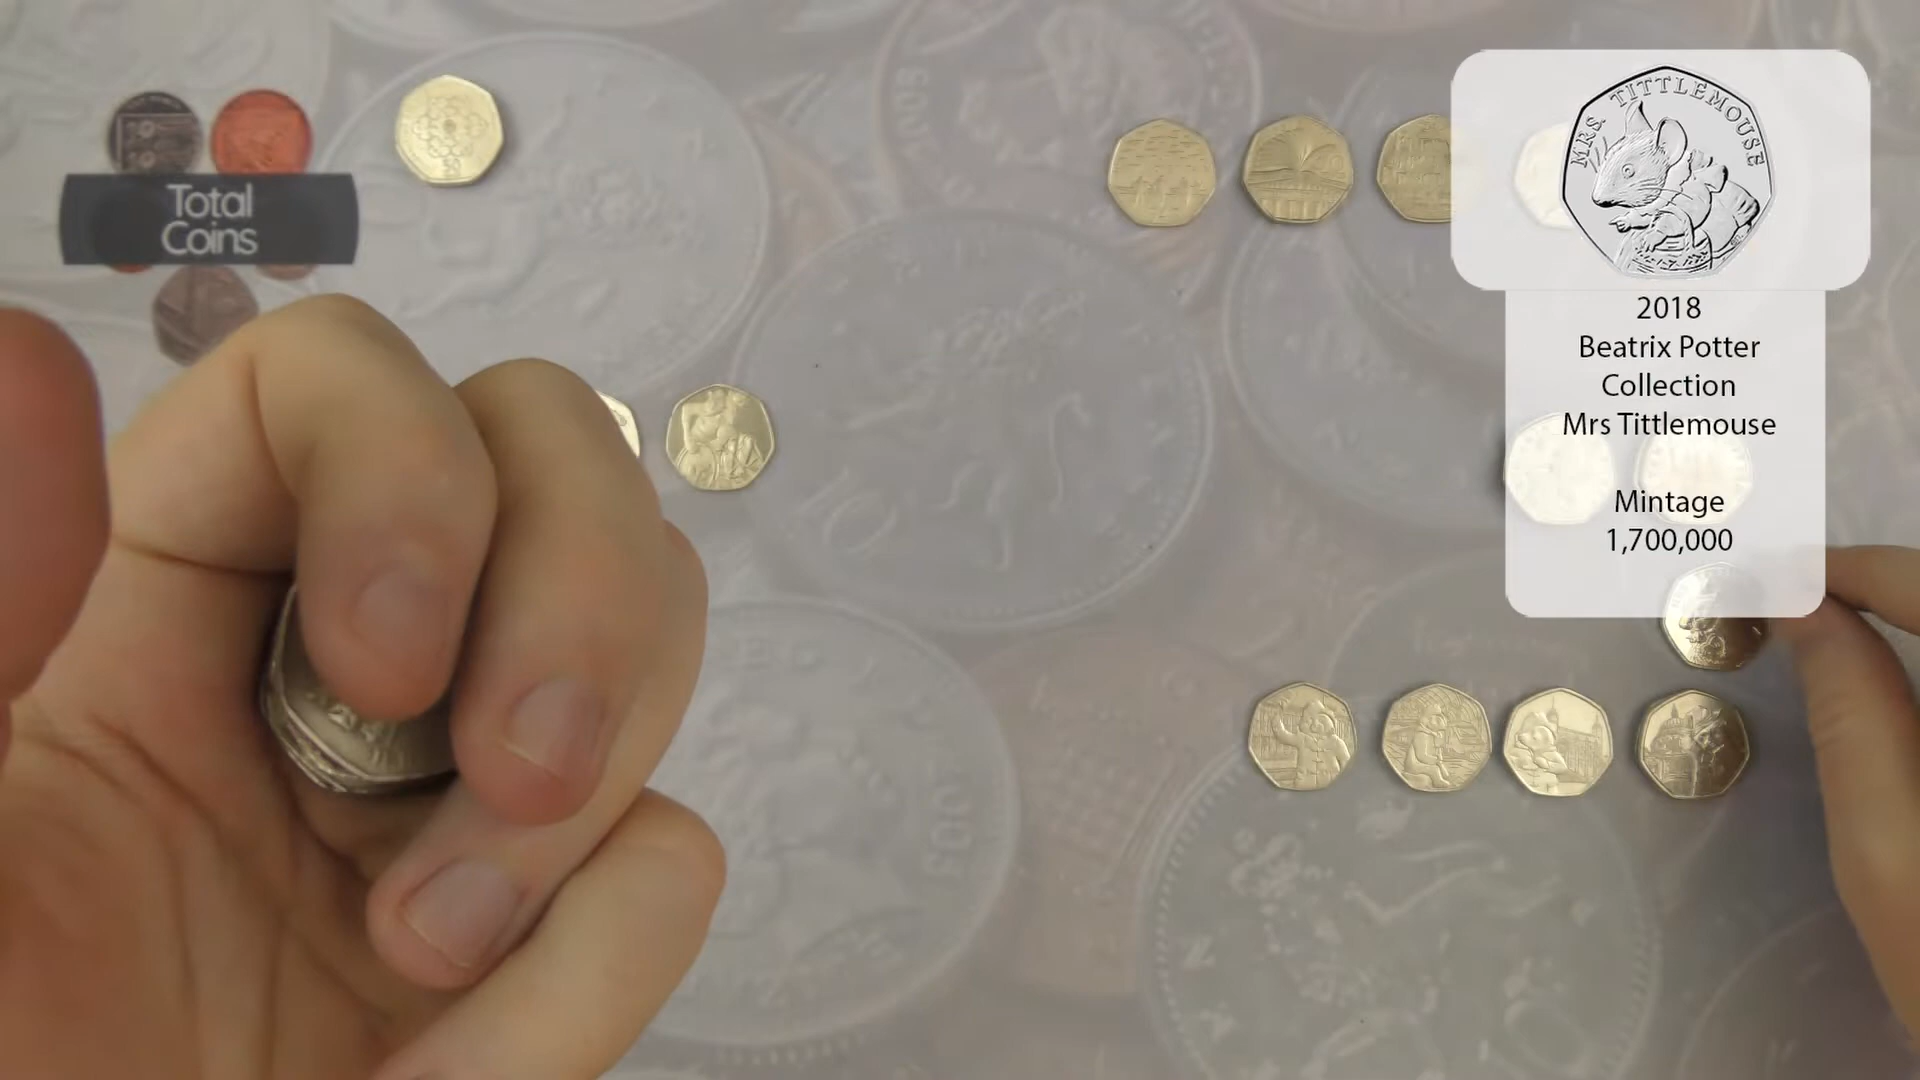 Total
Coins
MRS TITTLEMOUSE
2018
Beatrix Potter
Collection
Mrs Tittlemouse
Mintage
1,700,000